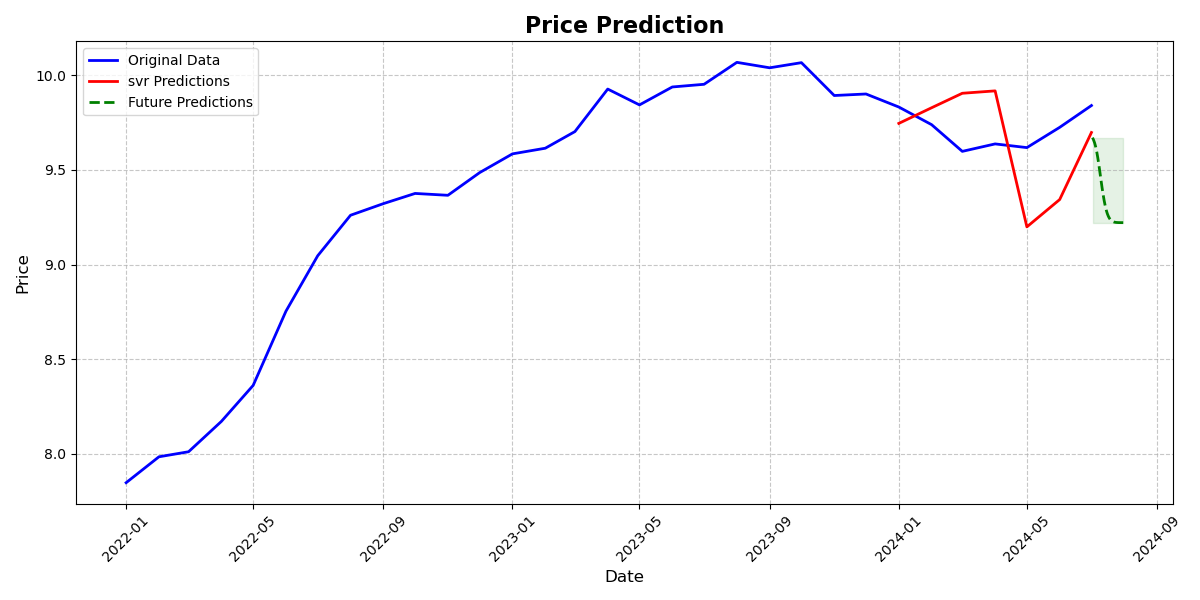 Price Prediction
Original Data
svr Predictions
Future Predictions
Price
10.0
9.5
9.0
8.5
8.0
2022-01
2022-05
2022-09
2023-01
2023-05
2023-09
2024-01
2024-05
2024-09
Date